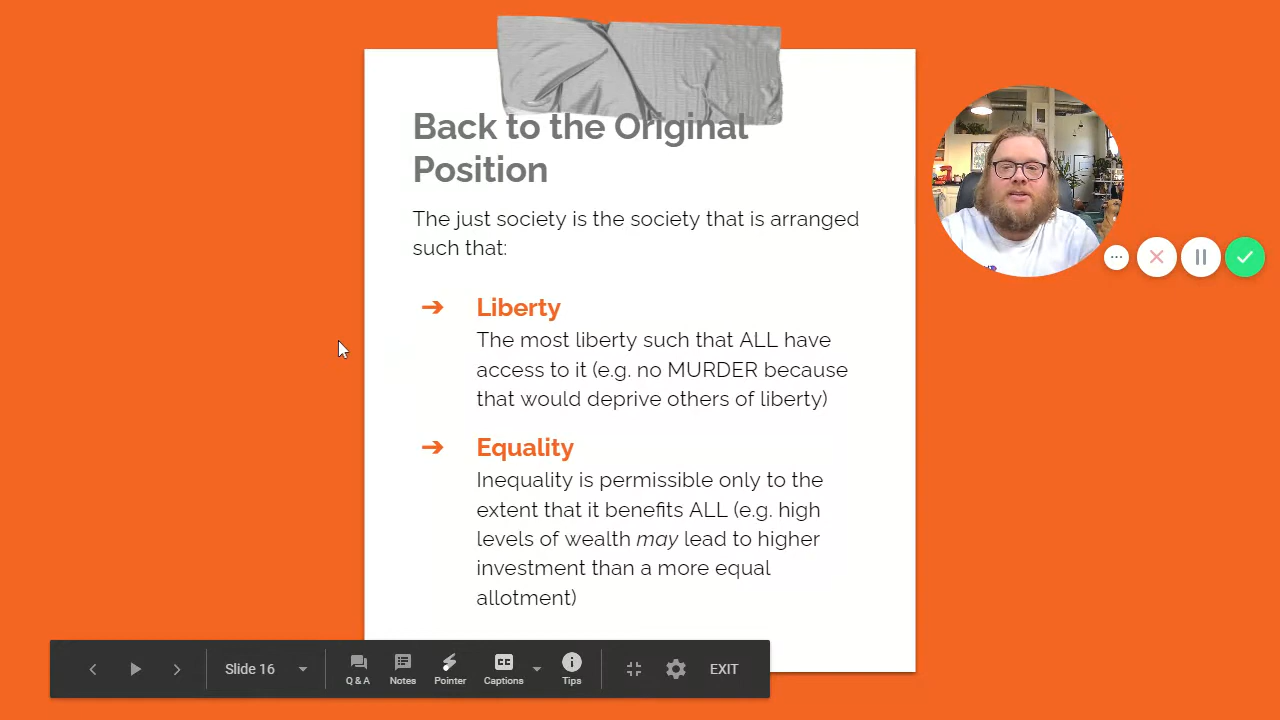 Back to the Original
Position
The just society is the society that is arranged
such that:
➔ Liberty
The most liberty such that ALL have
access to it (e.g. no MURDER because
that would deprive others of liberty)
➔ Equality
Inequality is permissible only to the
extent that it benefits ALL (e.g. high
levels of wealth may lead to higher
investment than a more equal
allotment)
Slide 16
Q & A
Notes
Pointer
CC
Captions
Tips
EXIT